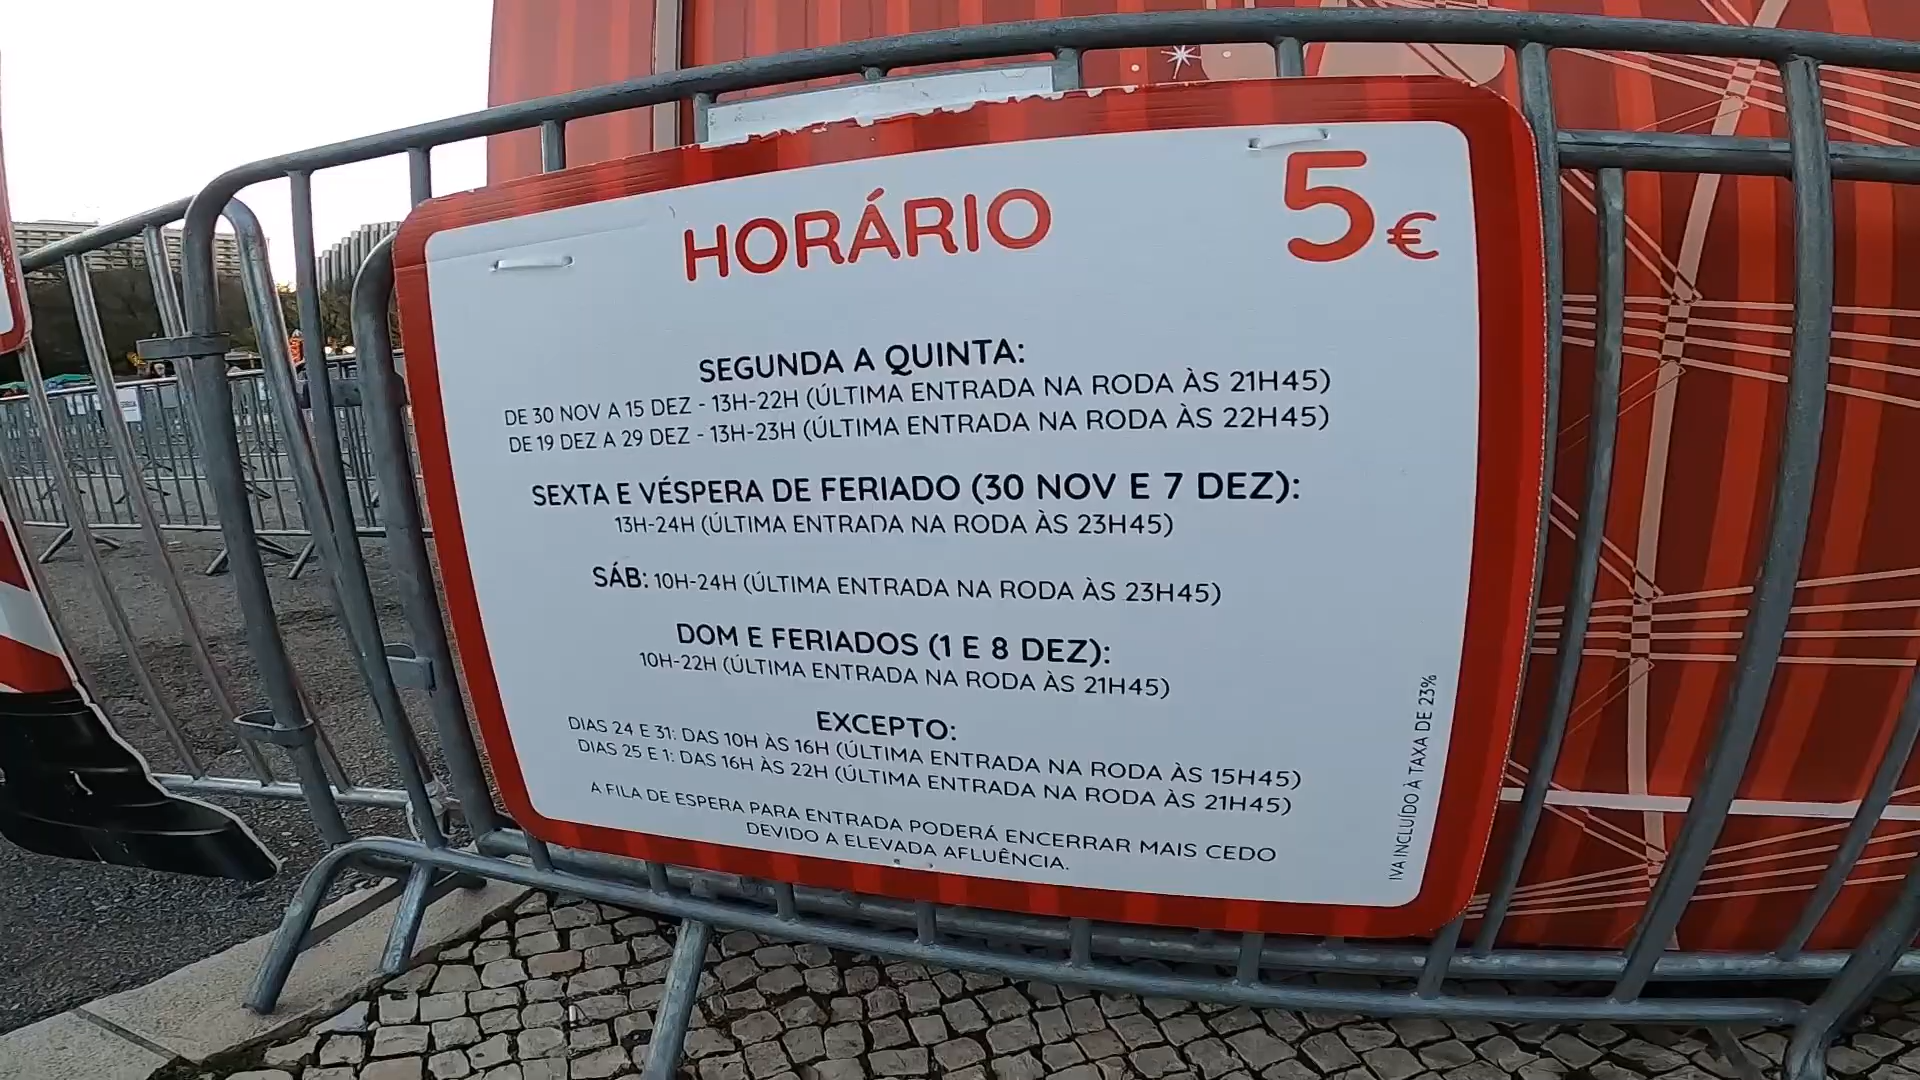 HORÁRIO
5€
SEGUNDA A QUINTA:
DE 30 NOV A 15 DEZ - 13H-22H (ÚLTIMA ENTRADA NA RODA ÀS 21H45)
DE 19 DEZ A 29 DEZ - 13H-23H (ÚLTIMA ENTRADA NA RODA ÀS 22H45)
SEXTA E VÉSPERA DE FERIADO (30 NOV E 7 DEZ):
13H-24H (ÚLTIMA ENTRADA NA RODA ÀS 23H45)
SÁB: 10H-24H (ÚLTIMA ENTRADA NA RODA ÀS 23H45)
DOM E FERIADOS (1 E 8 DEZ):
10H-22H (ÚLTIMA ENTRADA NA RODA ÀS 21H45)
EXCEPTO:
DIAS 24 E 31: DAS 10H ÀS 16H (ÚLTIMA ENTRADA NA RODA ÀS 15H45)
DIAS 25 E 1: DAS 16H ÀS 22H (ÚLTIMA ENTRADA NA RODA ÀS 21H45)
A FILA DE ESPERA PARA ENTRADA PODERÁ ENCERRAR MAIS CEDO
DEVIDO A ELEVADA AFLUÊNCIA.
IVA INCLUÍDO À TAXA DE 23%